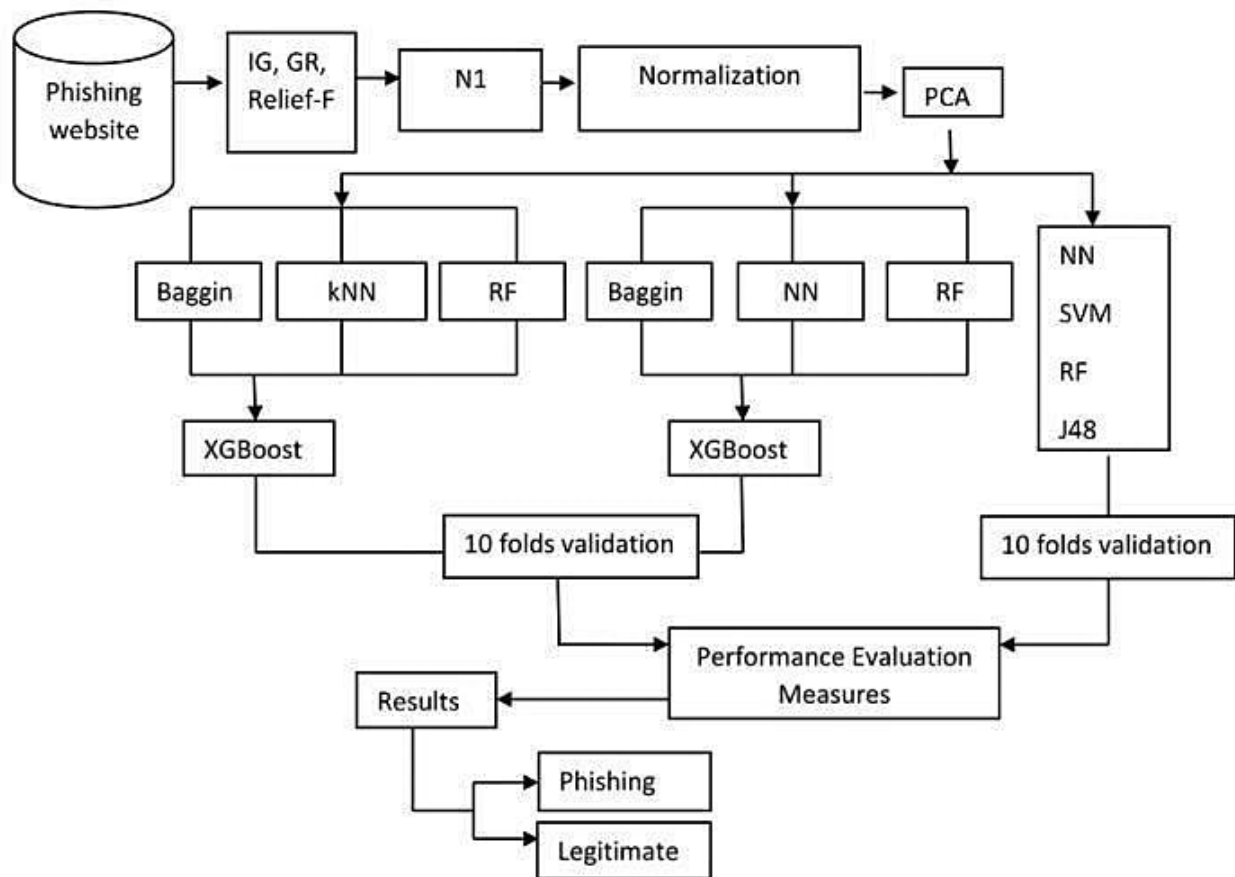 Phishing
website
IG, GR,
Relief-F
N1
Normalization
PCA
Baggin
kNN
RF
Baggin
NN
RF
NN
SVM
RF
J48
XGBoost
XGBoost
10 folds validation
10 folds validation
Performance Evaluation
Measures
Results
Phishing
Legitimate